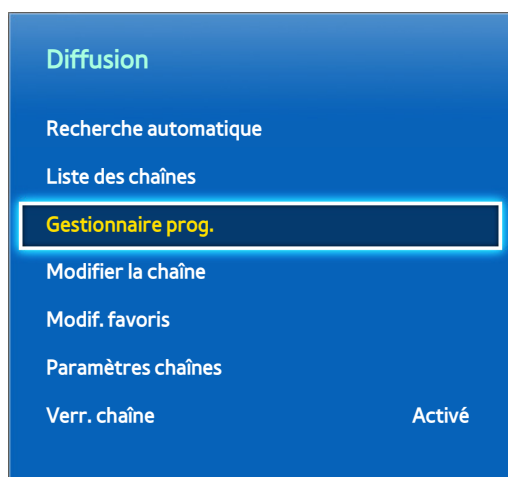 Diffusion
Recherche automatique
Liste des chaînes
Gestionnaire prog.
Modifier la chaîne
Modif. favoris
Paramètres chaînes
Verr. chaîne Activé